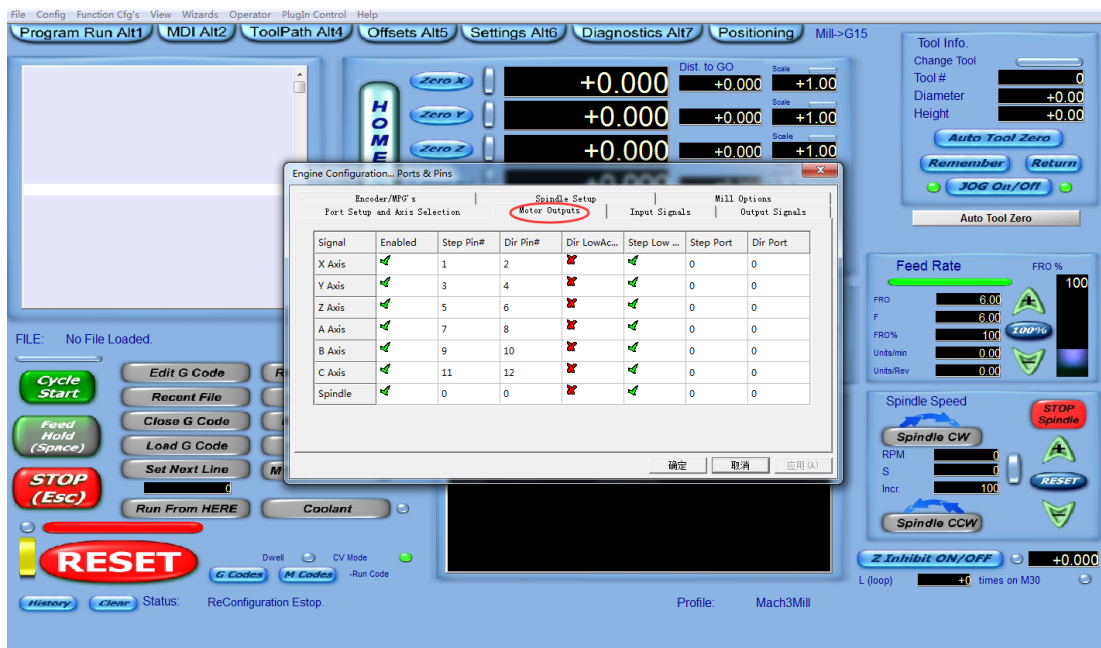 File Config Function Cfg's View Wizards Operator PlugIn Control Help
Program Run Alt1 MDI Alt2 ToolPath Alt4 Offsets Alt5 Settings Alt6 Diagnostics Alt7 Positioning Mill->G15
Tool Info.
Change Tool
Tool # 0
Diameter +0.00
Height +0.00
Auto Tool Zero
Remember Return
JOG On/Off
Auto Tool Zero
HOME
Dist. to GO
Zero X +0.000 +0.000 Scale +1.00
Zero Y +0.000 +0.000 Scale +1.00
Zero Z +0.000 +0.000 Scale +1.00
Engine Configuration... Ports & Pins
Encoder/MPG's Spindle Setup Mill Options
Port Setup and Axis Selection Motor Outputs Input Signals Output Signals
Signal Enabled Step Pin# Dir Pin# Dir LowAc... Step Low ... Step Port Dir Port
X Axis 1 2 0 0
Y Axis 3 4 0 0
Z Axis 5 6 0 0
A Axis 7 8 0 0
B Axis 9 10 0 0
C Axis 11 12 0 0
Spindle 0 0 0 0
确定 取消 应用(A)
Feed Rate
FRO %
100
FRO 6.00
F 6.00
FRO% 100
100%
Units/min 0.00
Units/Rev 0.00
FILE: No File Loaded.
Cycle Start
Feed Hold (Space)
STOP (Esc)
Edit G Code
Recent File
Close G Code
Load G Code
Set Next Line
0
Run From HERE
R
M
Coolant
Spindle Speed
STOP Spindle
Spindle CW
RPM 0
S 0
Incr. 100
RESET
Spindle CCW
RESET
Dwell CV Mode
G Codes M Codes -Run Code
Z Inhibit ON/OFF +0.000
L (loop) +0 times on M30
History Clear Status: ReConfiguration Estop.
Profile: Mach3Mill